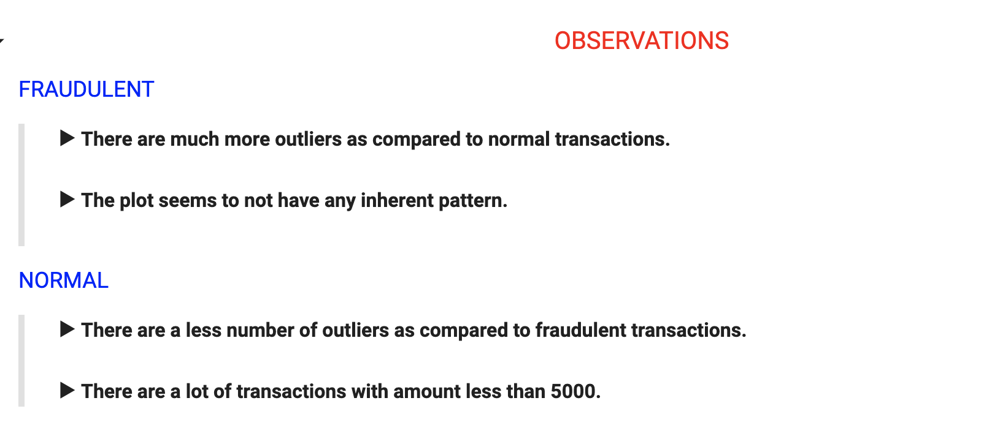 OBSERVATIONS
FRAUDULENT
▶ There are much more outliers as compared to normal transactions.
▶ The plot seems to not have any inherent pattern.
NORMAL
▶ There are a less number of outliers as compared to fraudulent transactions.
▶ There are a lot of transactions with amount less than 5000.